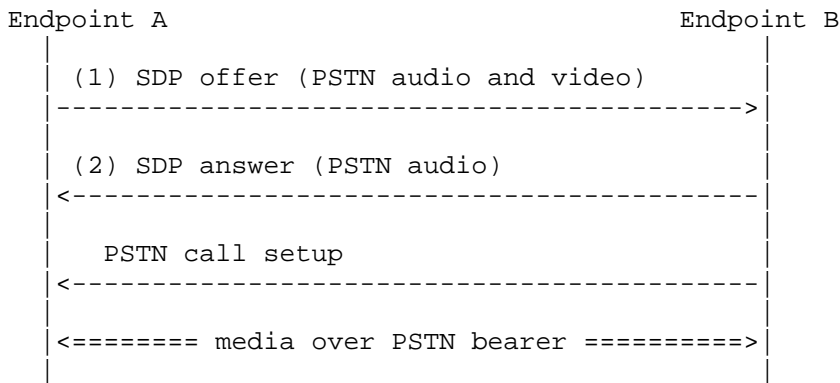 Endpoint A Endpoint B
(1) SDP offer (PSTN audio and video)
(2) SDP answer (PSTN audio)
PSTN call setup
<======== media over PSTN bearer ==========>